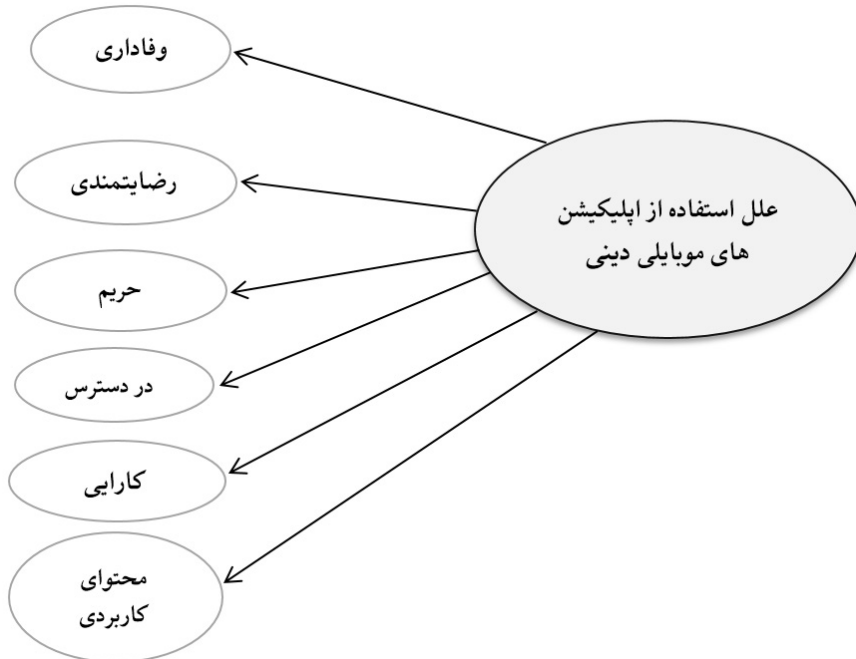 علل استفاده از اپلیکیشن
های موبایلی دینی
وفاداری
رضایتمندی
حریم
در دسترس
کارایی
محتوای
کاربردی